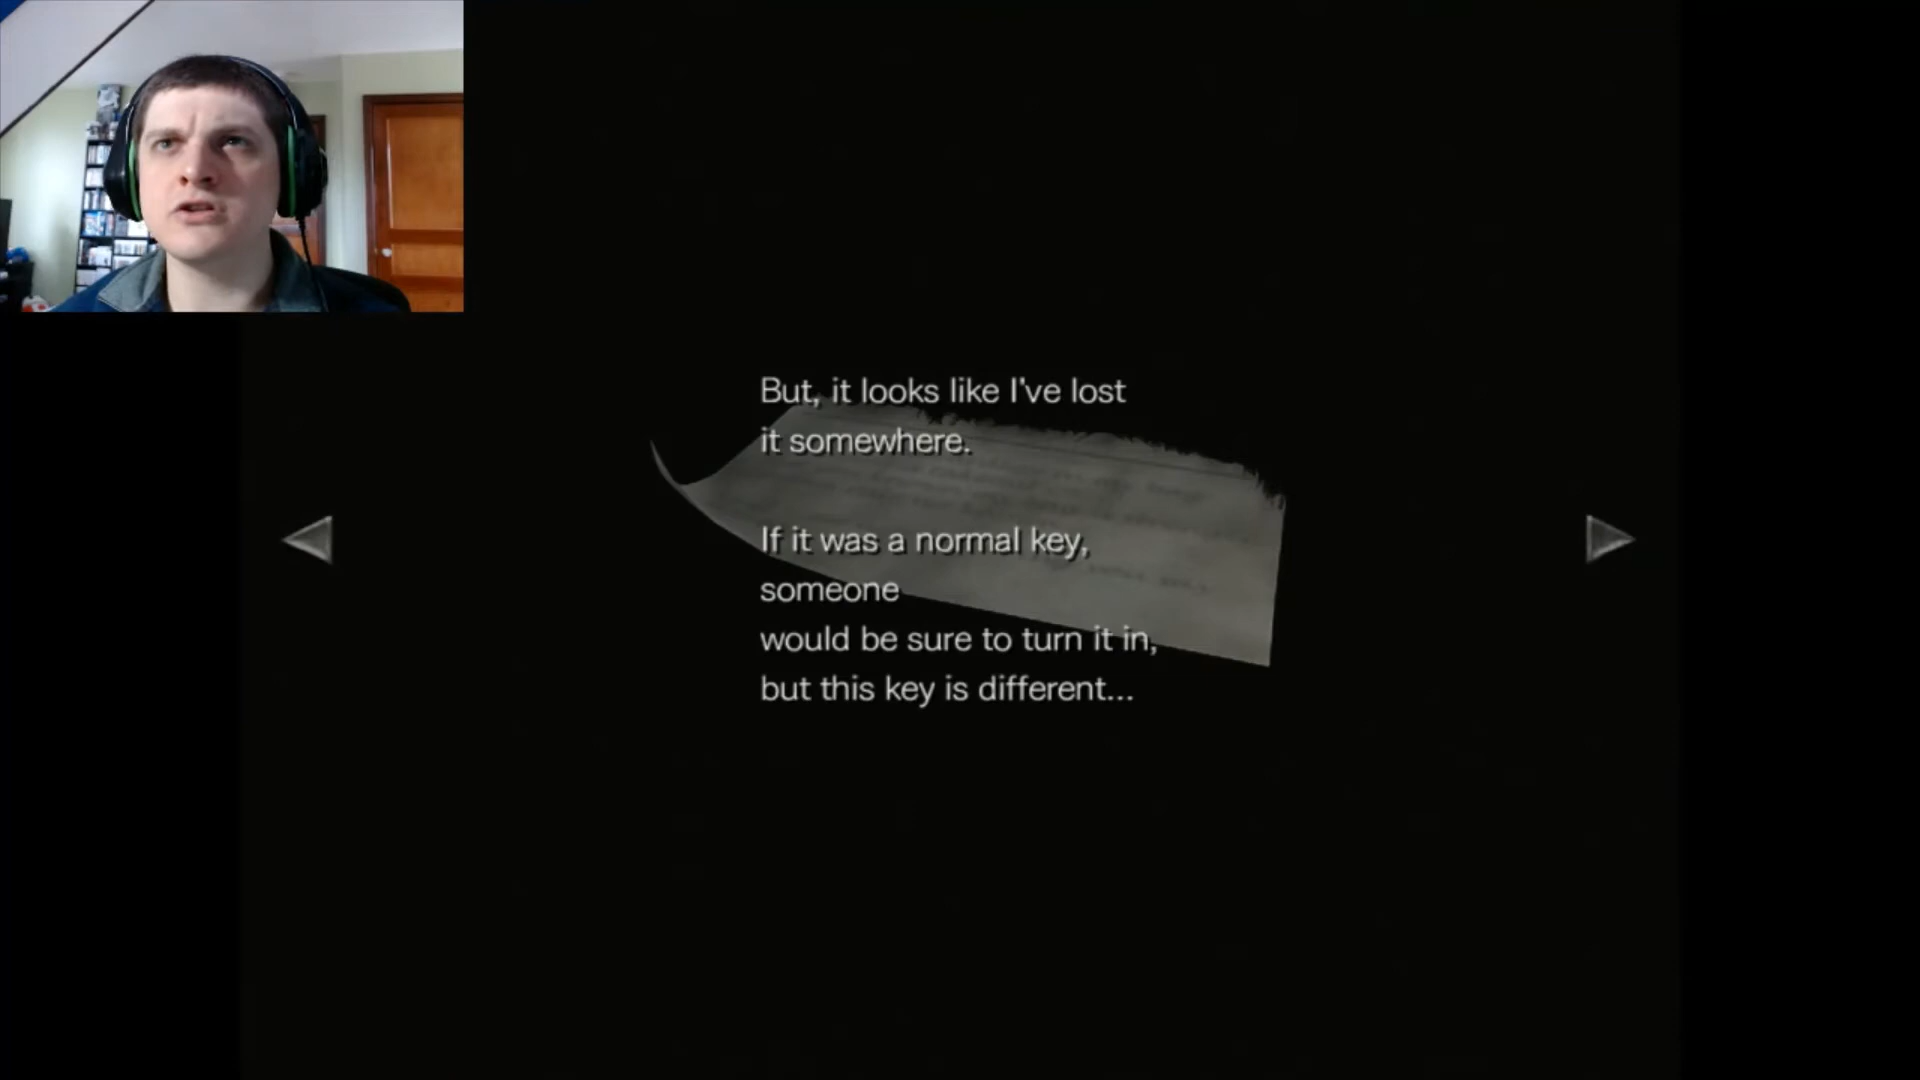 But, it looks like I've lost
it somewhere.
If it was a normal key,
someone
would be sure to turn it in,
but this key is different...